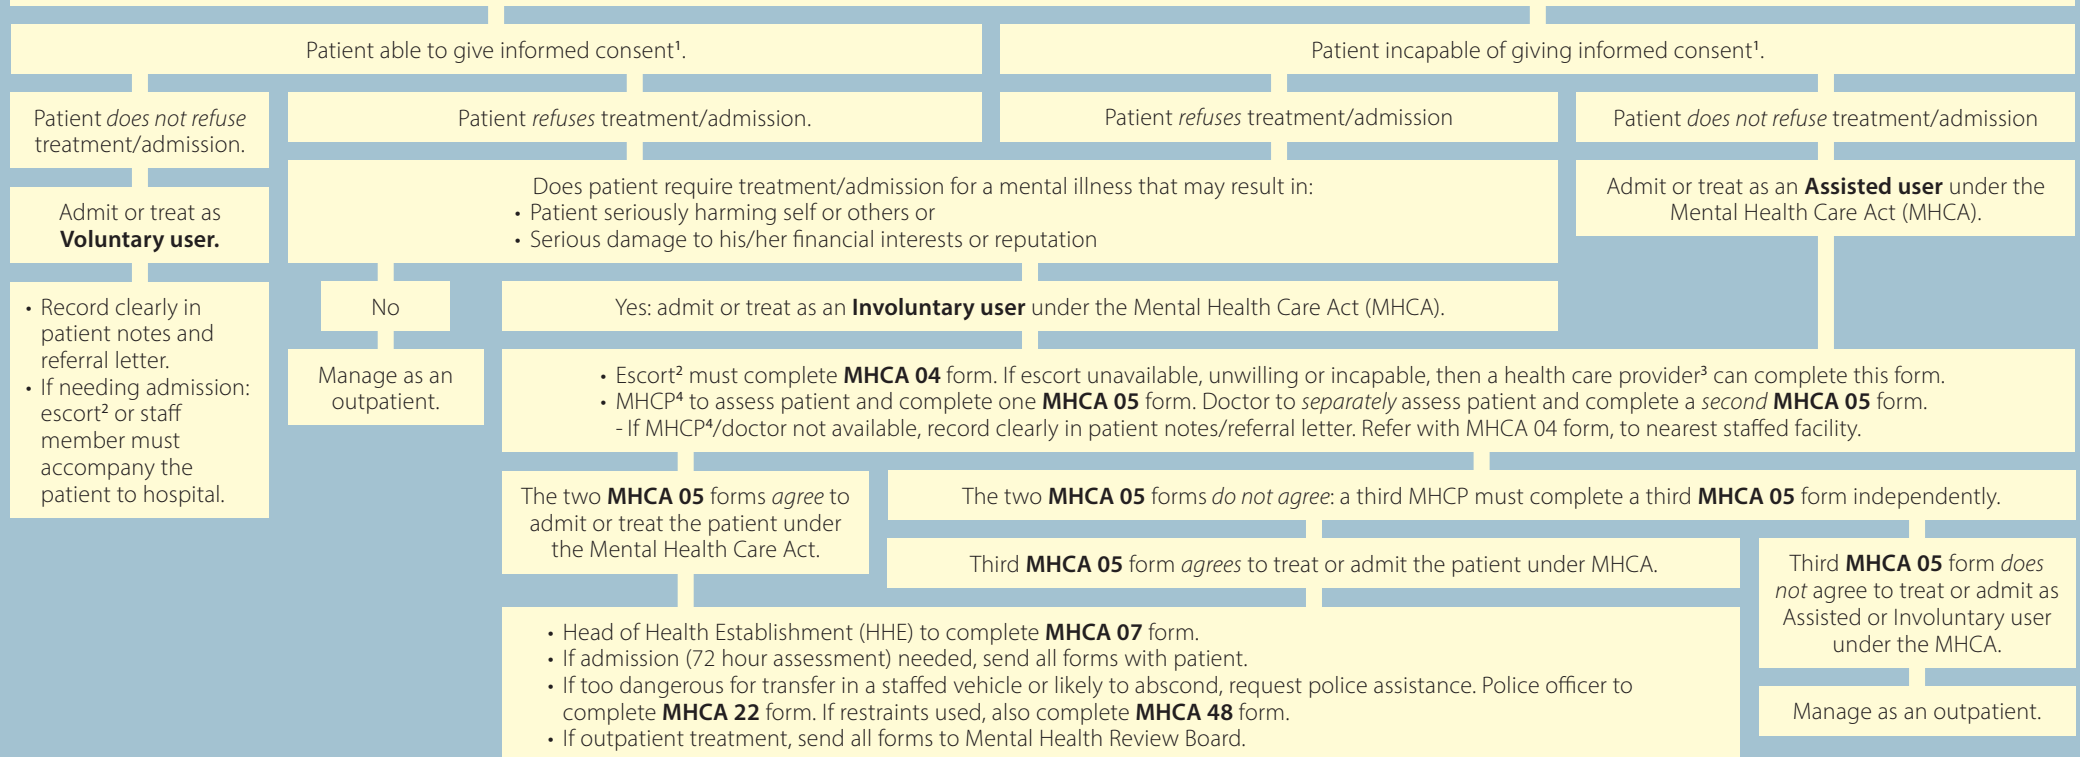 Patient able to give informed consent¹.
Patient incapable of giving informed consent¹.
Patient does not refuse
treatment/admission.
Patient refuses treatment/admission.
Patient refuses treatment/admission
Patient does not refuse treatment/admission
Admit or treat as
Voluntary user.
Does patient require treatment/admission for a mental illness that may result in:
• Patient seriously harming self or others or
• Serious damage to his/her financial interests or reputation
Admit or treat as an Assisted user under the
Mental Health Care Act (MHCA).
• Record clearly in
patient notes and
referral letter.
• If needing admission:
escort² or staff
member must
accompany the
patient to hospital.
No
Yes: admit or treat as an Involuntary user under the Mental Health Care Act (MHCA).
Manage as an
outpatient.
• Escort² must complete MHCA 04 form. If escort unavailable, unwilling or incapable, then a health care provider³ can complete this form.
• MHCP⁴ to assess patient and complete one MHCA 05 form. Doctor to separately assess patient and complete a second MHCA 05 form.
- If MHCP⁴/doctor not available, record clearly in patient notes/referral letter. Refer with MHCA 04 form, to nearest staffed facility.
The two MHCA 05 forms agree to
admit or treat the patient under
the Mental Health Care Act.
The two MHCA 05 forms do not agree: a third MHCP must complete a third MHCA 05 form independently.
Third MHCA 05 form agrees to treat or admit the patient under MHCA.
Third MHCA 05 form does
not agree to treat or admit as
Assisted or Involuntary user
under the MHCA.
• Head of Health Establishment (HHE) to complete MHCA 07 form.
• If admission (72 hour assessment) needed, send all forms with patient.
• If too dangerous for transfer in a staffed vehicle or likely to abscond, request police assistance. Police officer to
complete MHCA 22 form. If restraints used, also complete MHCA 48 form.
• If outpatient treatment, send all forms to Mental Health Review Board.
Manage as an outpatient.